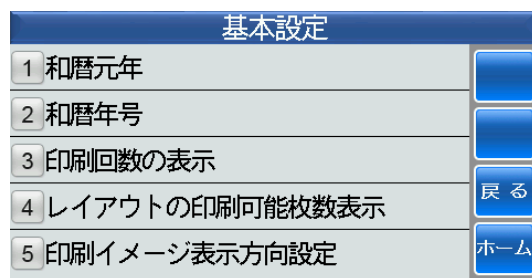 基本設定
1 和暦元年
2 和暦年号
3 印刷回数の表示
4 レイアウトの印刷可能枚数表示
5 印刷イメージ表示方向設定
戻る
ホーム